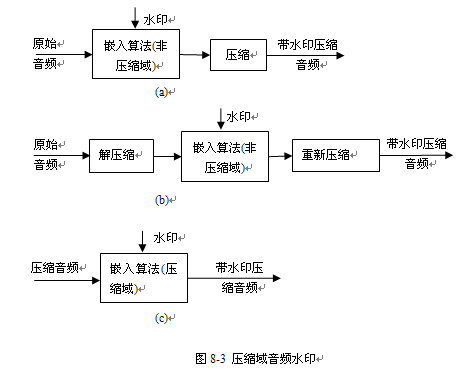 水印
原始
音频
嵌入算法(非
压缩域)
压缩
带水印压缩
音频
(a)
水印
原始
音频
解压缩
嵌入算法(非
压缩域)
重新压缩
带水印压缩
音频
(b)
水印
压缩音频
嵌入算法(压
缩域)
带水印压
缩音频
(c)
图 8-3 压缩域音频水印